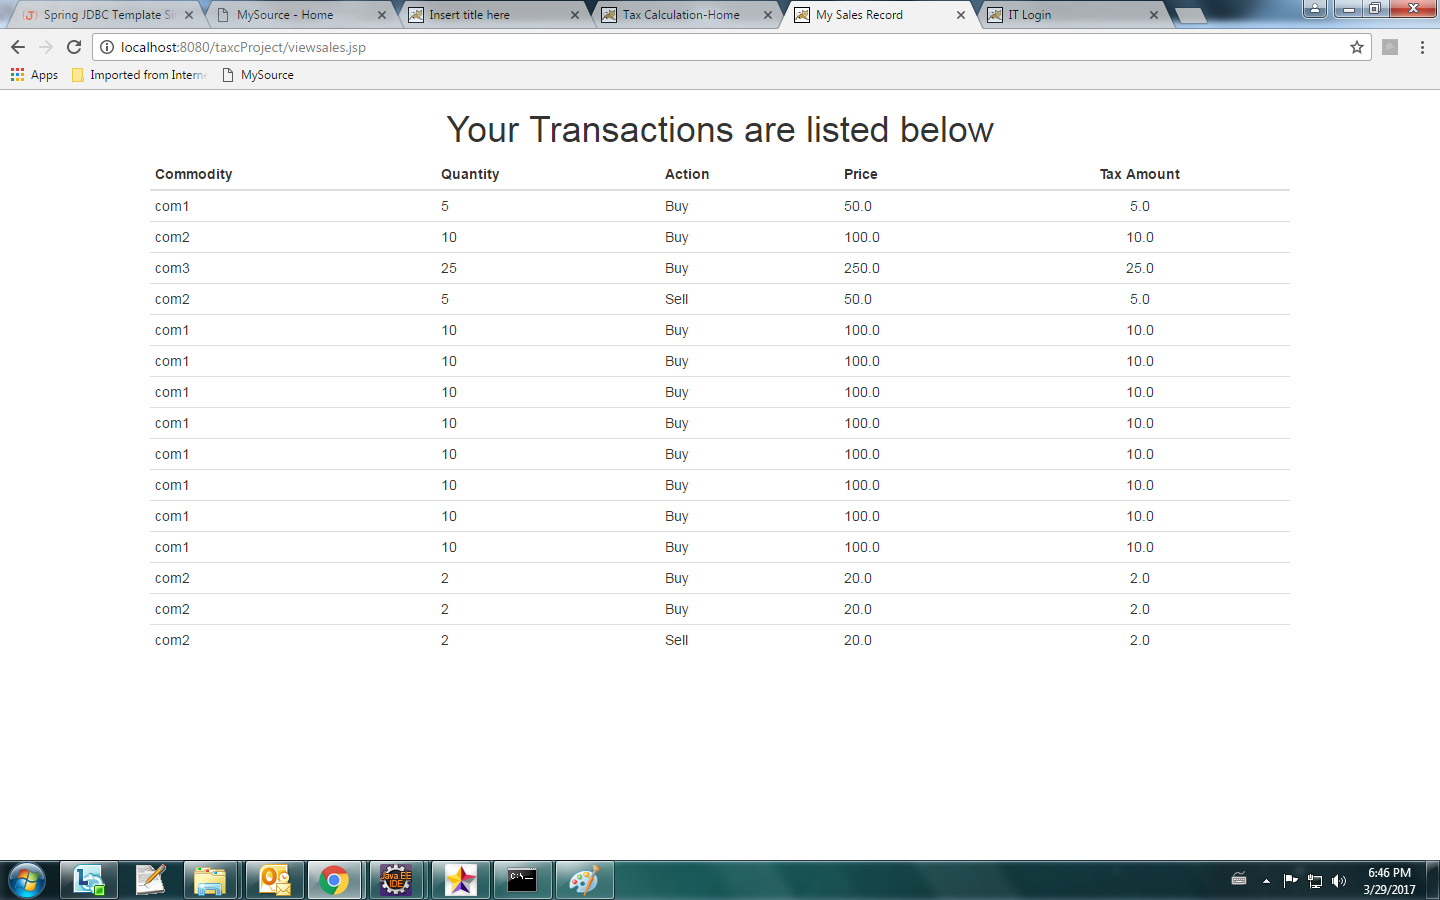 Spring JDBC Template Si
MySource - Home
Insert title here
Tax Calculation-Home
My Sales Record
IT Login
localhost:8080/taxcProject/viewsales.jsp
Apps Imported from Intern MySource
Your Transactions are listed below
Commodity Quantity Action Price Tax Amount
com1 5 Buy 50.0 5.0
com2 10 Buy 100.0 10.0
com3 25 Buy 250.0 25.0
com2 5 Sell 50.0 5.0
com1 10 Buy 100.0 10.0
com1 10 Buy 100.0 10.0
com1 10 Buy 100.0 10.0
com1 10 Buy 100.0 10.0
com1 10 Buy 100.0 10.0
com1 10 Buy 100.0 10.0
com1 10 Buy 100.0 10.0
com1 10 Buy 100.0 10.0
com2 2 Buy 20.0 2.0
com2 2 Buy 20.0 2.0
com2 2 Sell 20.0 2.0
Java EE
IDE
C:\
6:46 PM
3/29/2017